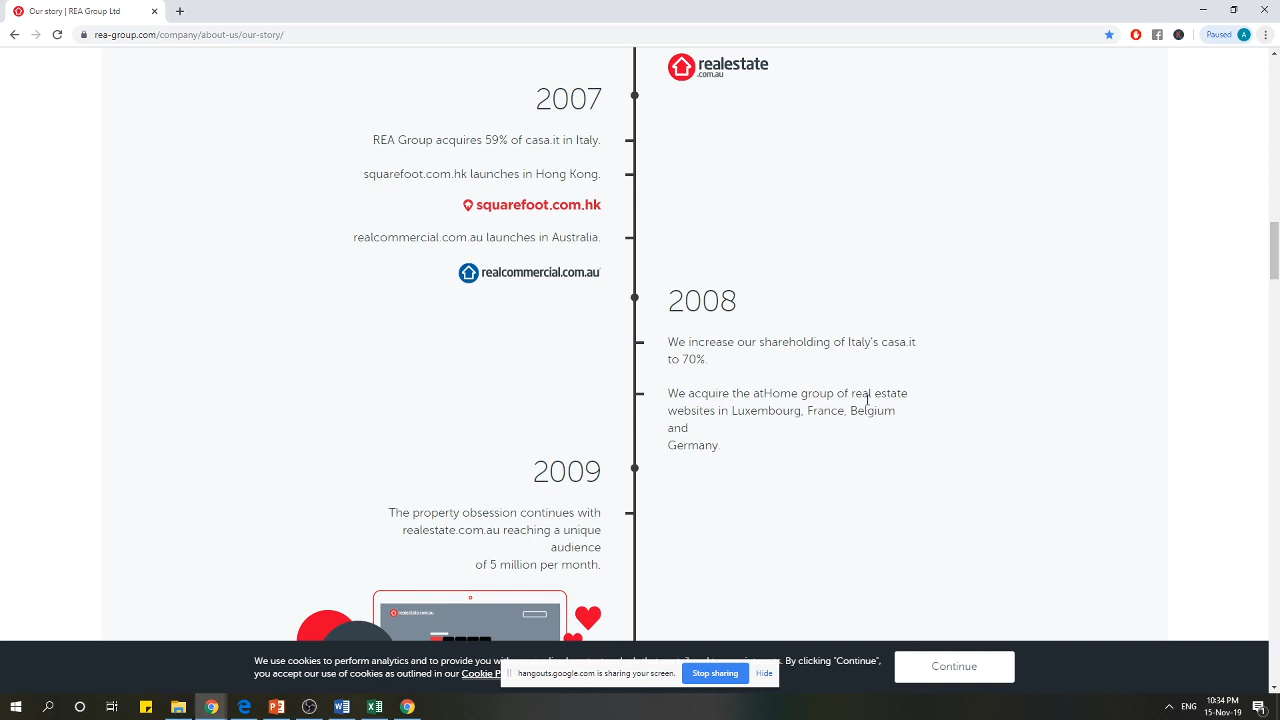 Our story | REA Group Ltd
rea-group.com/company/about-us/our-story/
Paused
A
realestate
.com.au
2007
REA Group acquires 59% of casa.it in Italy.
squarefoot.com.hk launches in Hong Kong.
squarefoot.com.hk
realcommercial.com.au launches in Australia.
realcommercial.com.au
2008
We increase our shareholding of Italy's casa.it
to 70%.
We acquire the atHome group of real estate
websites in Luxembourg, France, Belgium
and
Germany.
2009
The property obsession continues with
realestate.com.au reaching a unique
audience
of 5 million per month.
realestate.com.au
We use cookies to perform analytics and to provide you
By clicking "Continue",
you accept our use of cookies as outlined in our Cookie P
Continue
hangouts.google.com is sharing your screen.
Stop sharing
Hide
ENG
10:34 PM
15-Nov-19